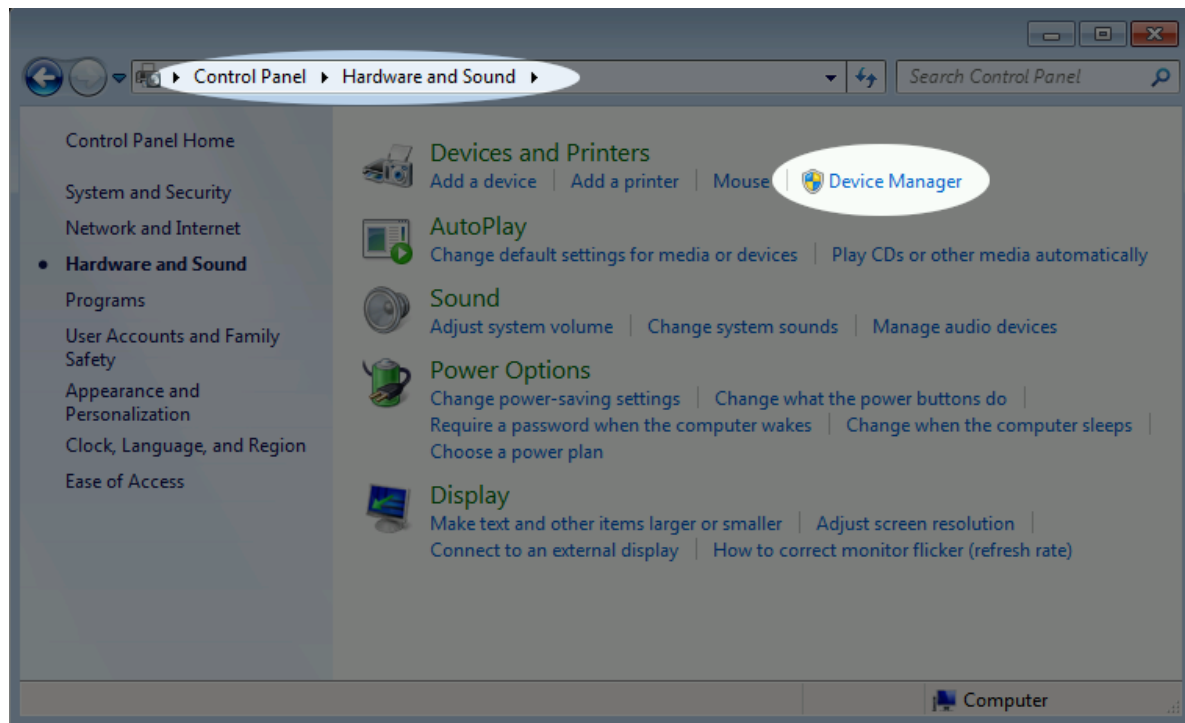 Control Panel Hardware and Sound
Search Control Panel
Control Panel Home
System and Security
Network and Internet
Hardware and Sound
Programs
User Accounts and Family
Safety
Appearance and
Personalization
Clock, Language, and Region
Ease of Access
Devices and Printers
Add a device Add a printer Mouse Device Manager
AutoPlay
Change default settings for media or devices Play CDs or other media automatically
Sound
Adjust system volume Change system sounds Manage audio devices
Power Options
Change power-saving settings Change what the power buttons do
Require a password when the computer wakes Change when the computer sleeps
Choose a power plan
Display
Make text and other items larger or smaller Adjust screen resolution
Connect to an external display How to correct monitor flicker (refresh rate)
Computer